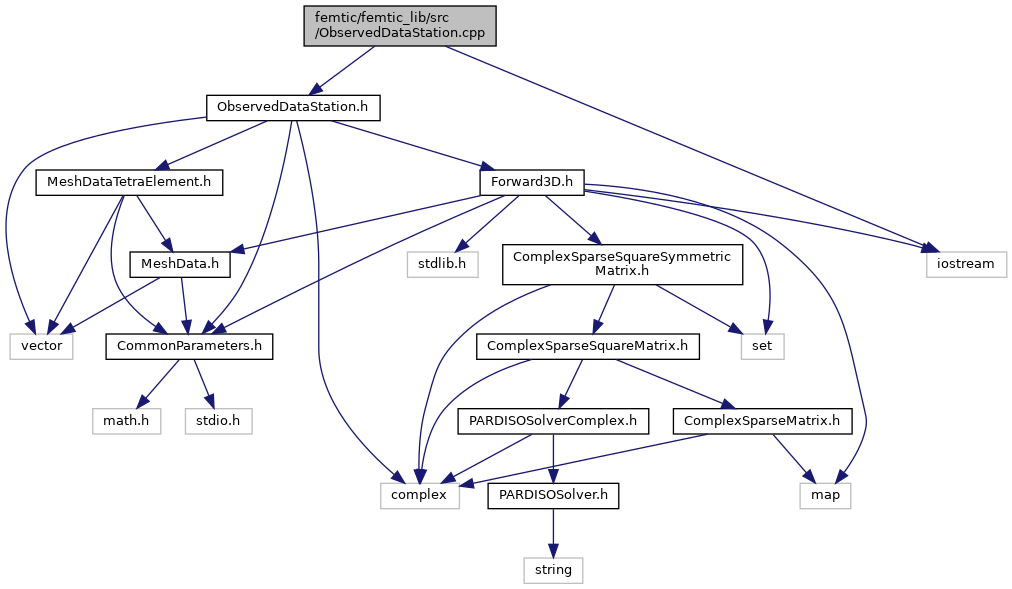 femtic/femtic_lib/src
/ObservedDataStation.cpp
ObservedDataStation.h
MeshDataTetraElement.h
Forward3D.h
MeshData.h
stdlib.h
ComplexSparseSquareSymmetric
Matrix.h
iostream
vector
CommonParameters.h
ComplexSparseSquareMatrix.h
set
math.h
stdio.h
PARDISOSolverComplex.h
ComplexSparseMatrix.h
complex
PARDISOSolver.h
map
string